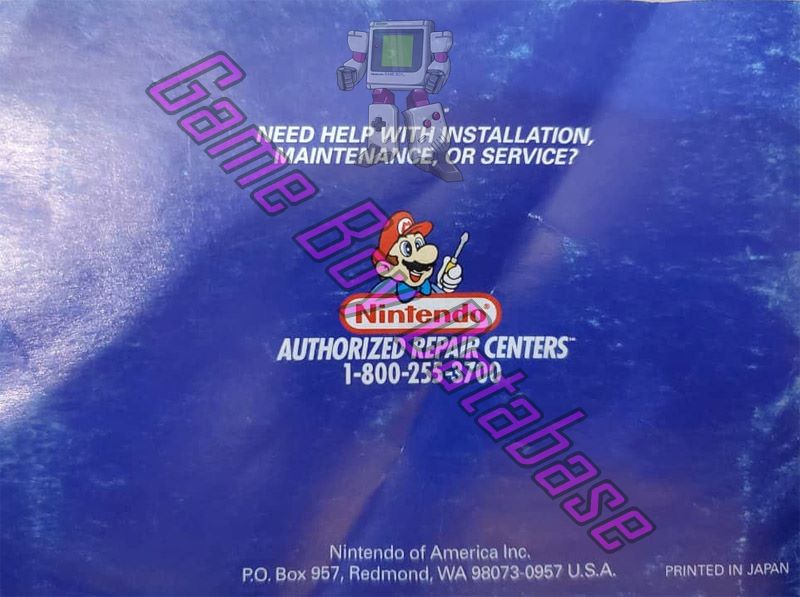 NEED HELP WITH INSTALLATION,
MAINTENANCE, OR SERVICE?
Nintendo®
AUTHORIZED REPAIR CENTERS™
1-800-255-3700
Nintendo of America Inc.
P.O. Box 957, Redmond, WA 98073-0957 U.S.A.
PRINTED IN JAPAN
Game Boy Database